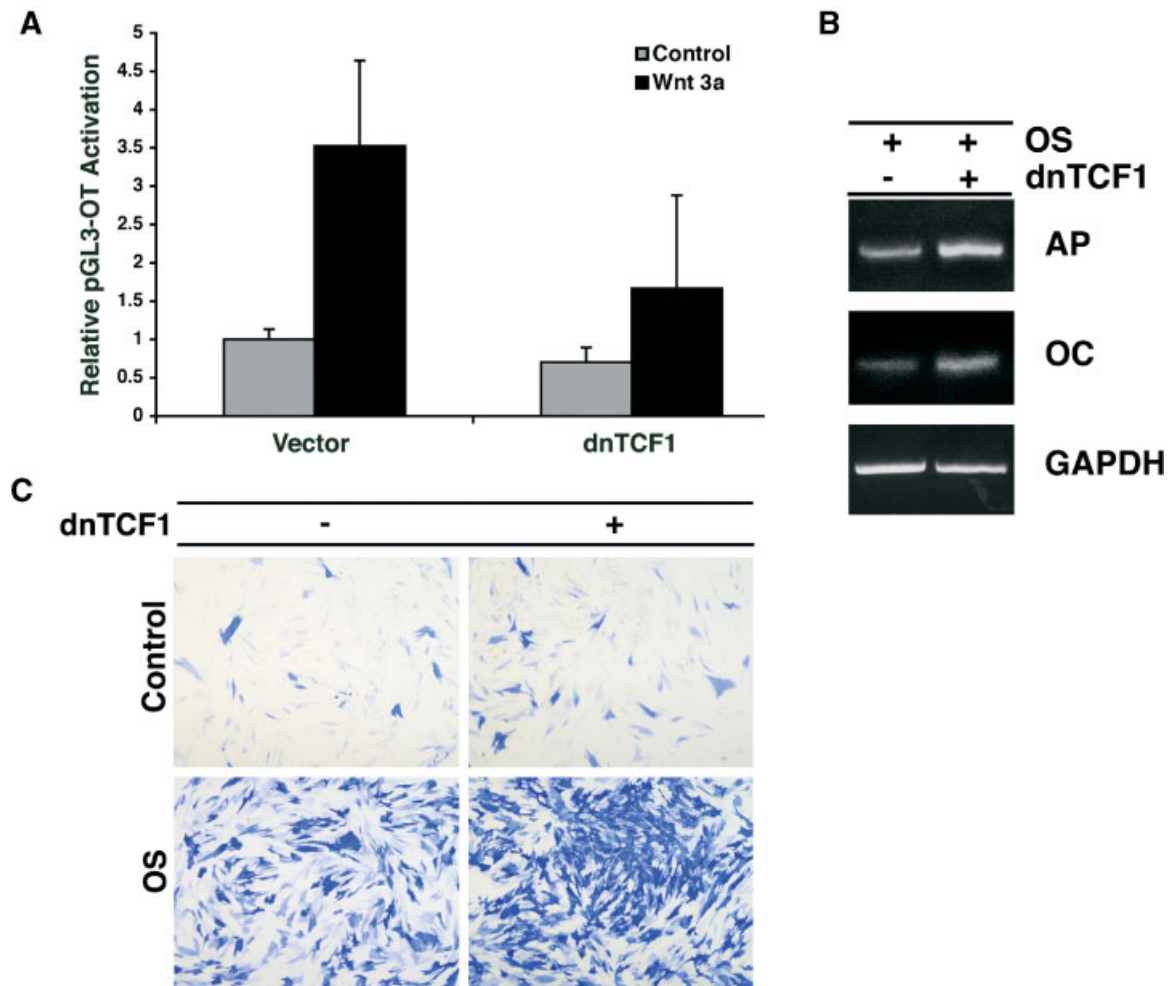 A
Relative pGL3-OT Activation
5
4.5
4
3.5
3
2.5
2
1.5
1
0.5
0
Control
Wnt 3a
Vector
dnTCF1
B
+ + OS
- + dnTCF1
AP
OC
GAPDH
C
dnTCF1 - +
Control
OS